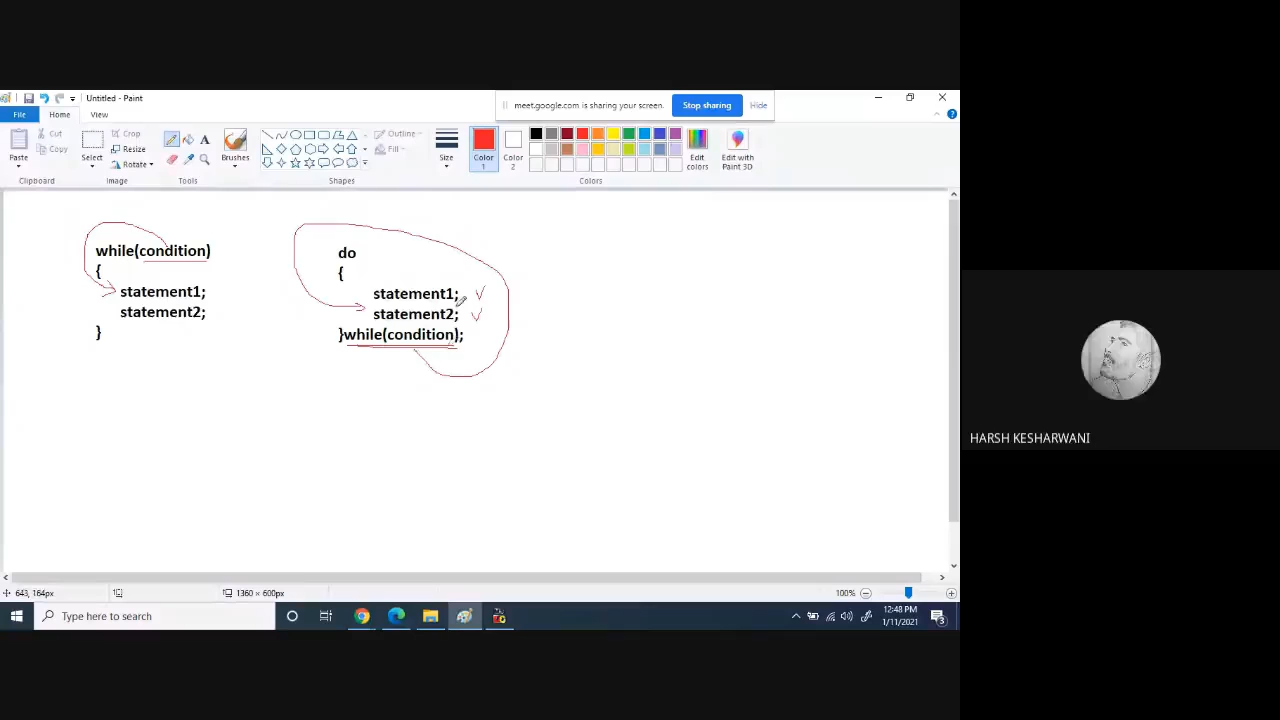 Untitled - Paint
meet.google.com is sharing your screen.
Stop sharing
Hide
File
Home
View
Paste
Cut
Copy
Clipboard
Select
Crop
Resize
Rotate
Image
Tools
Brushes
Shapes
Outline
Fill
Size
Color
1
Color
2
Colors
Edit
colors
Edit with
Paint 3D
while(condition)
{
statement1;
statement2;
}
do
{
statement1;
statement2;
}while(condition);
HARSH KESHARWANI
643, 164px
1360 × 600px
100%
Type here to search
12:48 PM
1/11/2021
3